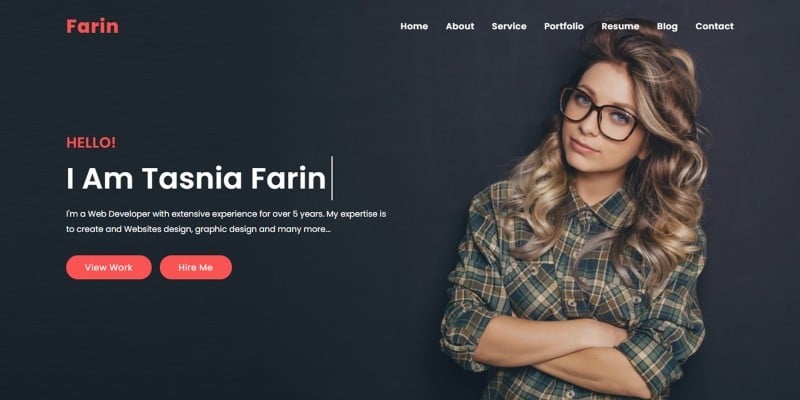 Farin
Home About Service Portfolio Resume Blog Contact
HELLO!
I Am Tasnia Farin
I'm a Web Developer with extensive experience for over 5 years. My expertise is
to create and Websites design, graphic design and many more...
View Work Hire Me